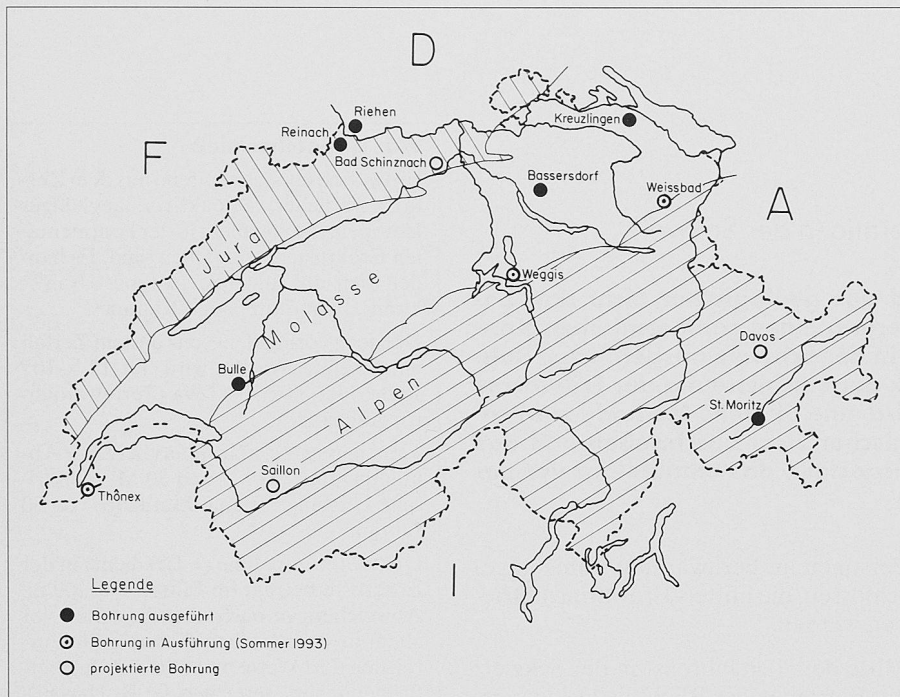 D
Riehen
Reinach
Kreuzlingen
F
Bad Schinznach
Bassersdorf
Weissbad
A
Jura
Weggis
Molasse
Davos
Bulle
Alpen
St. Moritz
Saillon
Thônex
I
Legende
Bohrung ausgeführt
Bohrung in Ausführung (Sommer 1993)
projektierte Bohrung